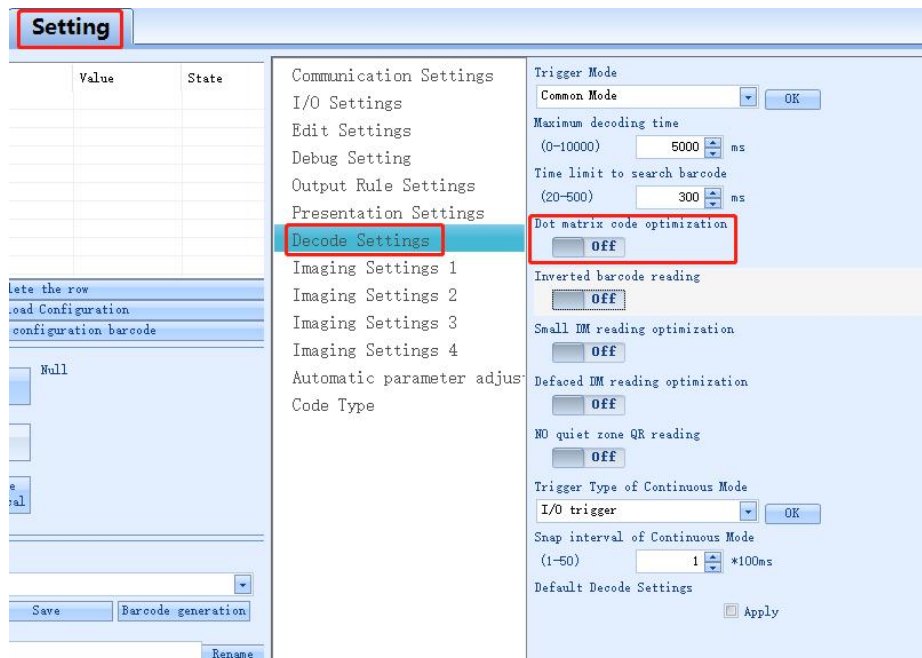 Setting
Value State
lete the row
oad Configuration
configuration barcode
Null
e
al
Save Barcode generation
Rename
Communication Settings
I/O Settings
Edit Settings
Debug Setting
Output Rule Settings
Presentation Settings
Decode Settings
Imaging Settings 1
Imaging Settings 2
Imaging Settings 3
Imaging Settings 4
Automatic parameter adjus
Code Type
Trigger Mode
Common Mode OK
Maximum decoding time
(0-10000) 5000 ms
Time limit to search barcode
(20-500) 300 ms
Dot matrix code optimization
Off
Inverted barcode reading
Off
Small DM reading optimization
Off
Defaced DM reading optimization
Off
NO quiet zone QR reading
Off
Trigger Type of Continuous Mode
I/O trigger OK
Snap interval of Continuous Mode
(1-50) 1 *100ms
Default Decode Settings
Apply